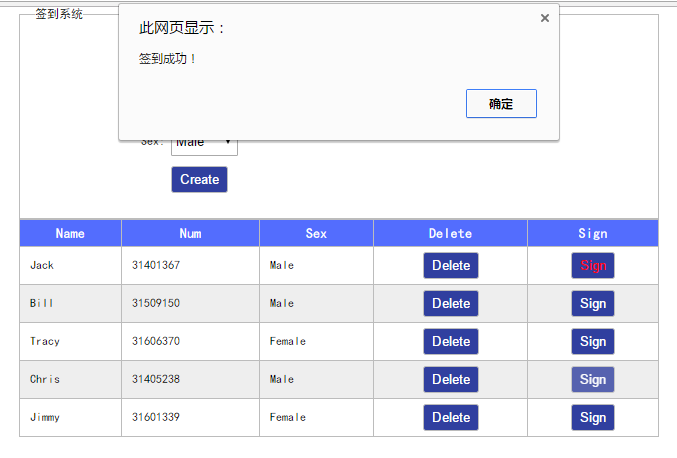 签到系统
此网页显示：
×
签到成功！
确定
Sex: Male
Create
Name Num Sex Delete Sign
Jack 31401367 Male Delete Sign
Bill 31509150 Male Delete Sign
Tracy 31606370 Female Delete Sign
Chris 31405238 Male Delete Sign
Jimmy 31601339 Female Delete Sign